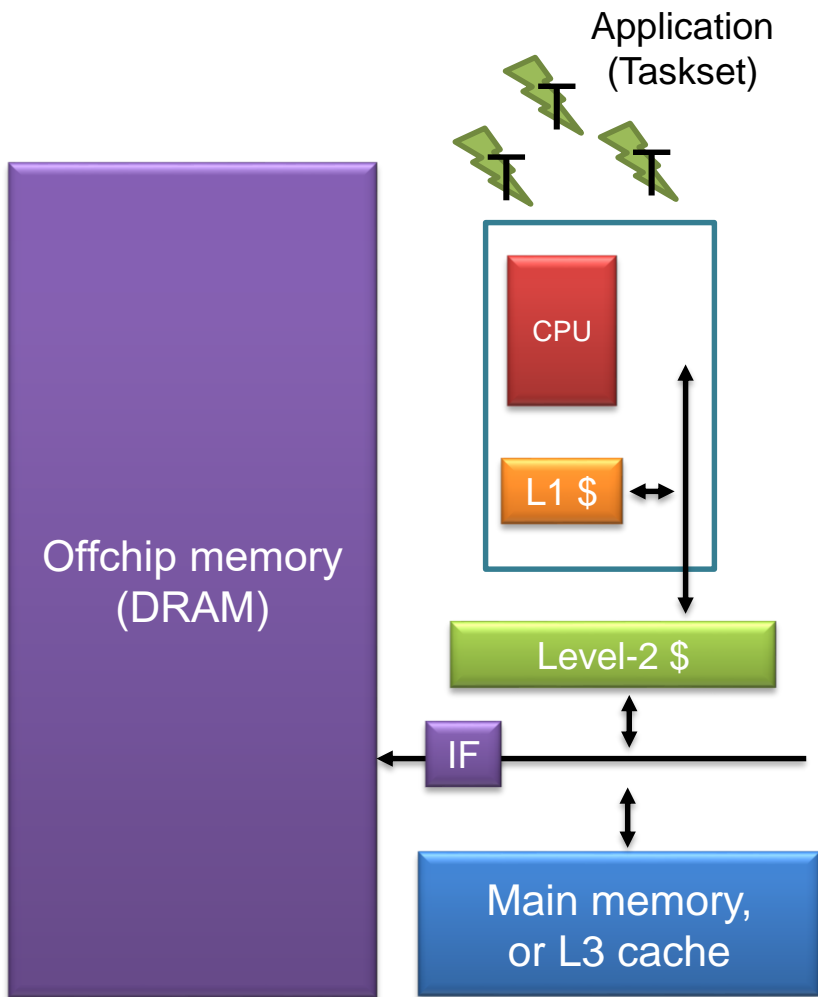 Application
(Taskset)
T
T
T
CPU
L1 $
Offchip memory
(DRAM)
Level-2 $
IF
Main memory,
or L3 cache